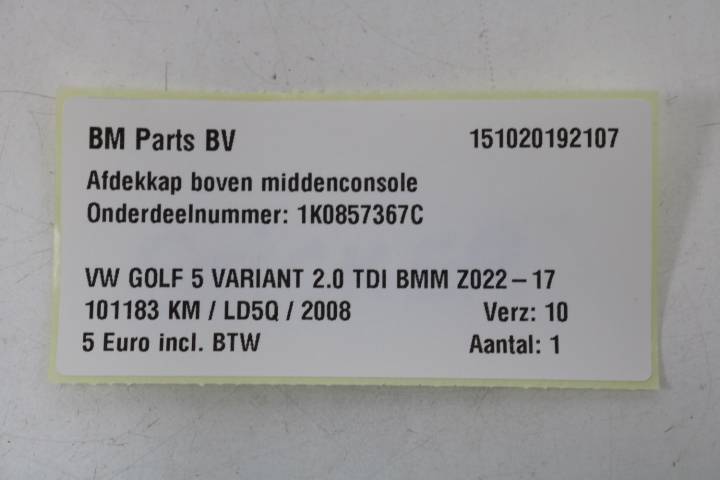 BM Parts BV 151020192107
Afdekkap boven middenconsole
Onderdeelnummer: 1K0857367C
VW GOLF 5 VARIANT 2.0 TDI BMM Z022-17
101183 KM / LD5Q / 2008 Verz: 10
5 Euro incl. BTW Aantal: 1